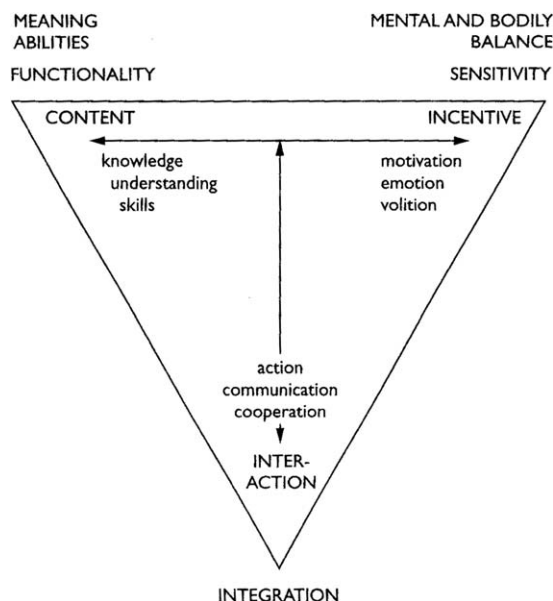 MEANING
ABILITIES
FUNCTIONALITY
MENTAL AND BODILY
BALANCE
SENSITIVITY
CONTENT
INCENTIVE
knowledge
understanding
skills
motivation
emotion
volition
action
communication
cooperation
INTER-
ACTION
INTEGRATION